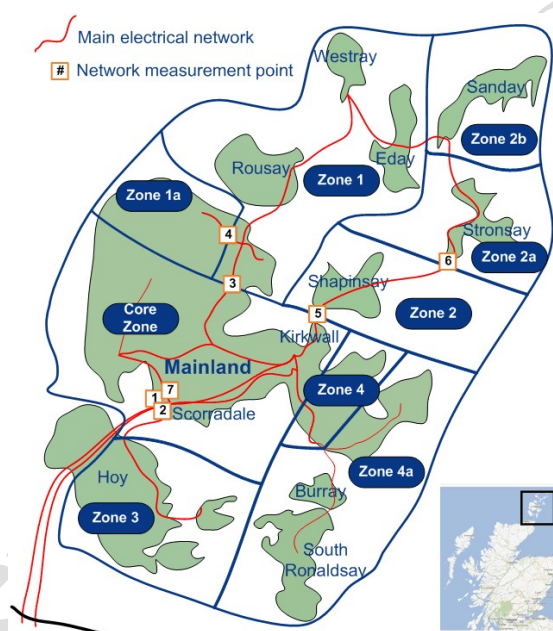 Main electrical network
# Network measurement point
Westray
Sanday
Zone 2b
Eday
Rousay
Zone 1
Zone 1a
Stronsay
4
6
Zone 2a
3
Shapinsay
5
Zone 2
Core
Zone
Kirkwall
Mainland
7
Zone 4
1
2
Scorradale
Zone 4a
Hoy
Burray
Zone 3
South
Ronaldsay